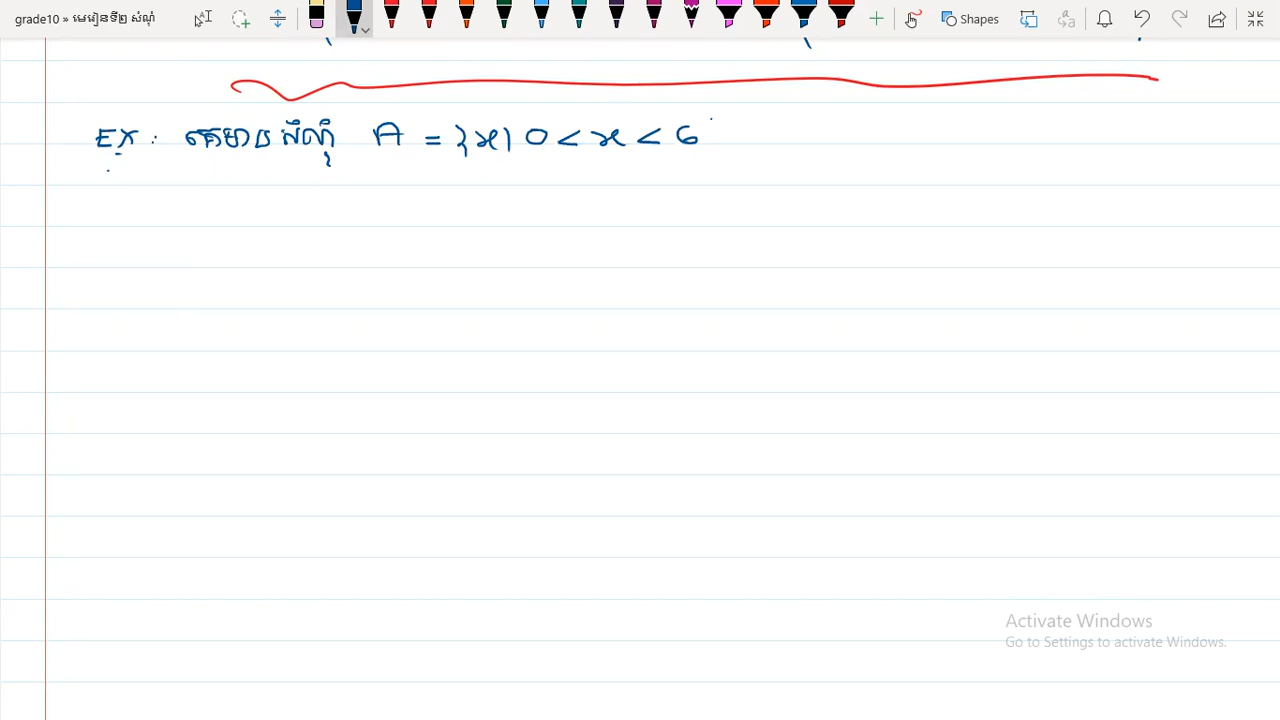 grade10 » មេរៀនទី២ សំណុំ
Shapes
Ex : គេមានសំណុំ A = {x| 0 < x < 6
Activate Windows
Go to Settings to activate Windows.